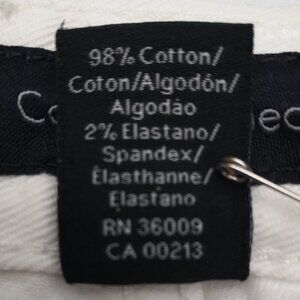 98% Cotton/
Coton/Algodón/
Algodão
2% Elastano/
Spandex/
Élasthanne/
Elastano
RN 36009
CA 00213